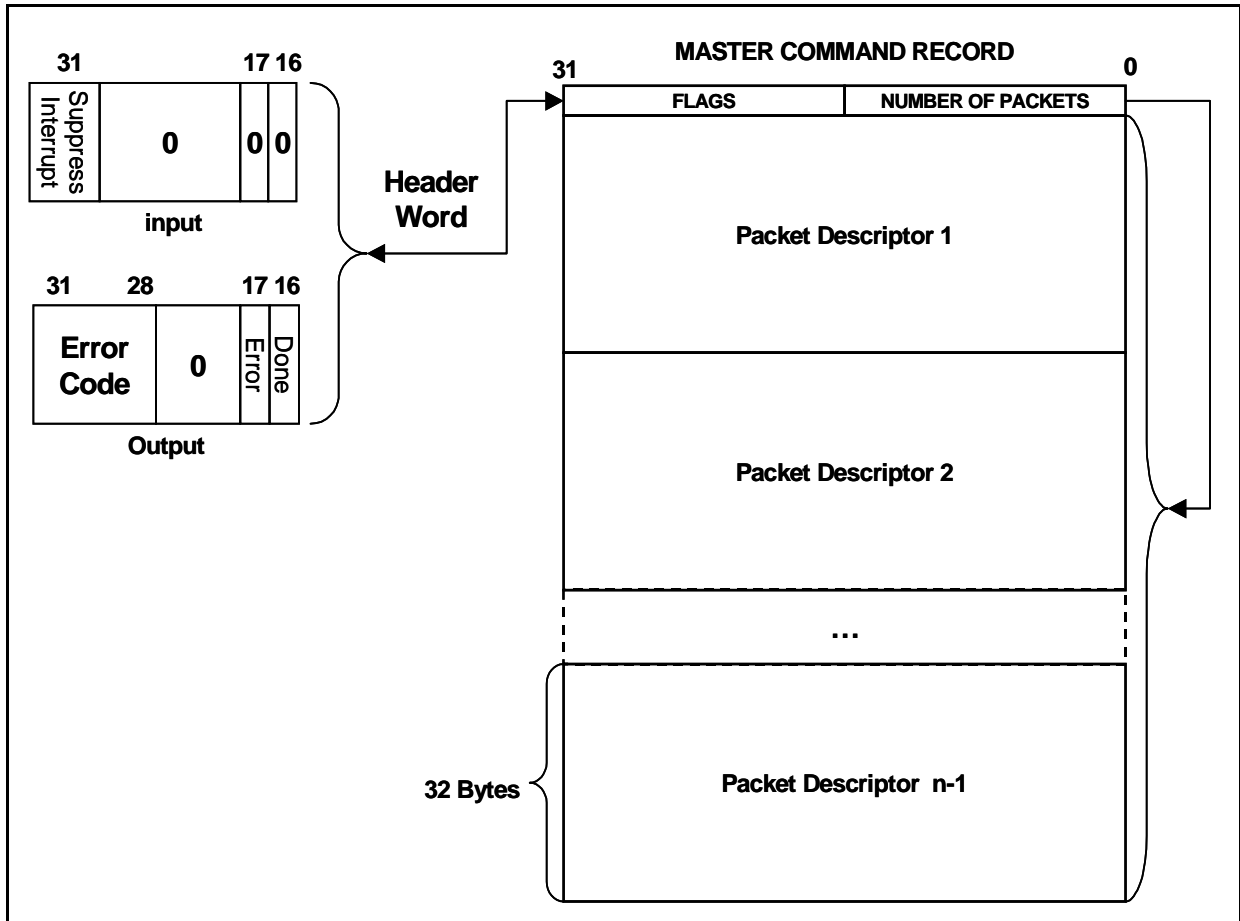 MASTER COMMAND RECORD
31 0
FLAGS NUMBER OF PACKETS
31 17 16
Suppress
Interrupt
0 0 0
input
Header
Word
31 28 17 16
Error
Code
0
Error
Done
Output
Packet Descriptor 1
Packet Descriptor 2
...
32 Bytes
Packet Descriptor n-1